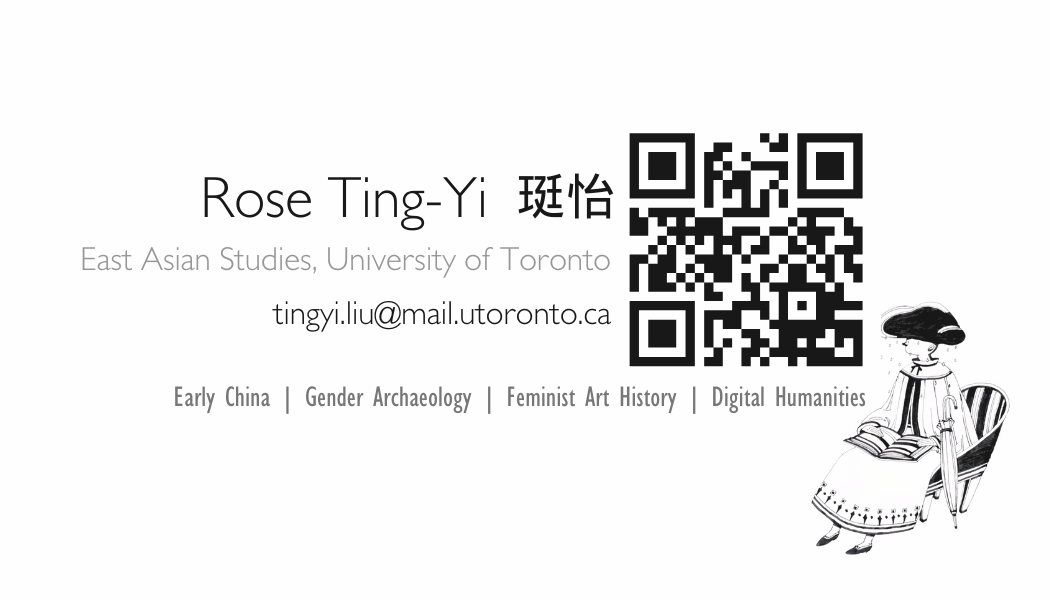 Rose Ting-Yi 珽怡
East Asian Studies, University of Toronto
tingyi.liu@mail.utoronto.ca
Early China | Gender Archaeology | Feminist Art History | Digital Humanities